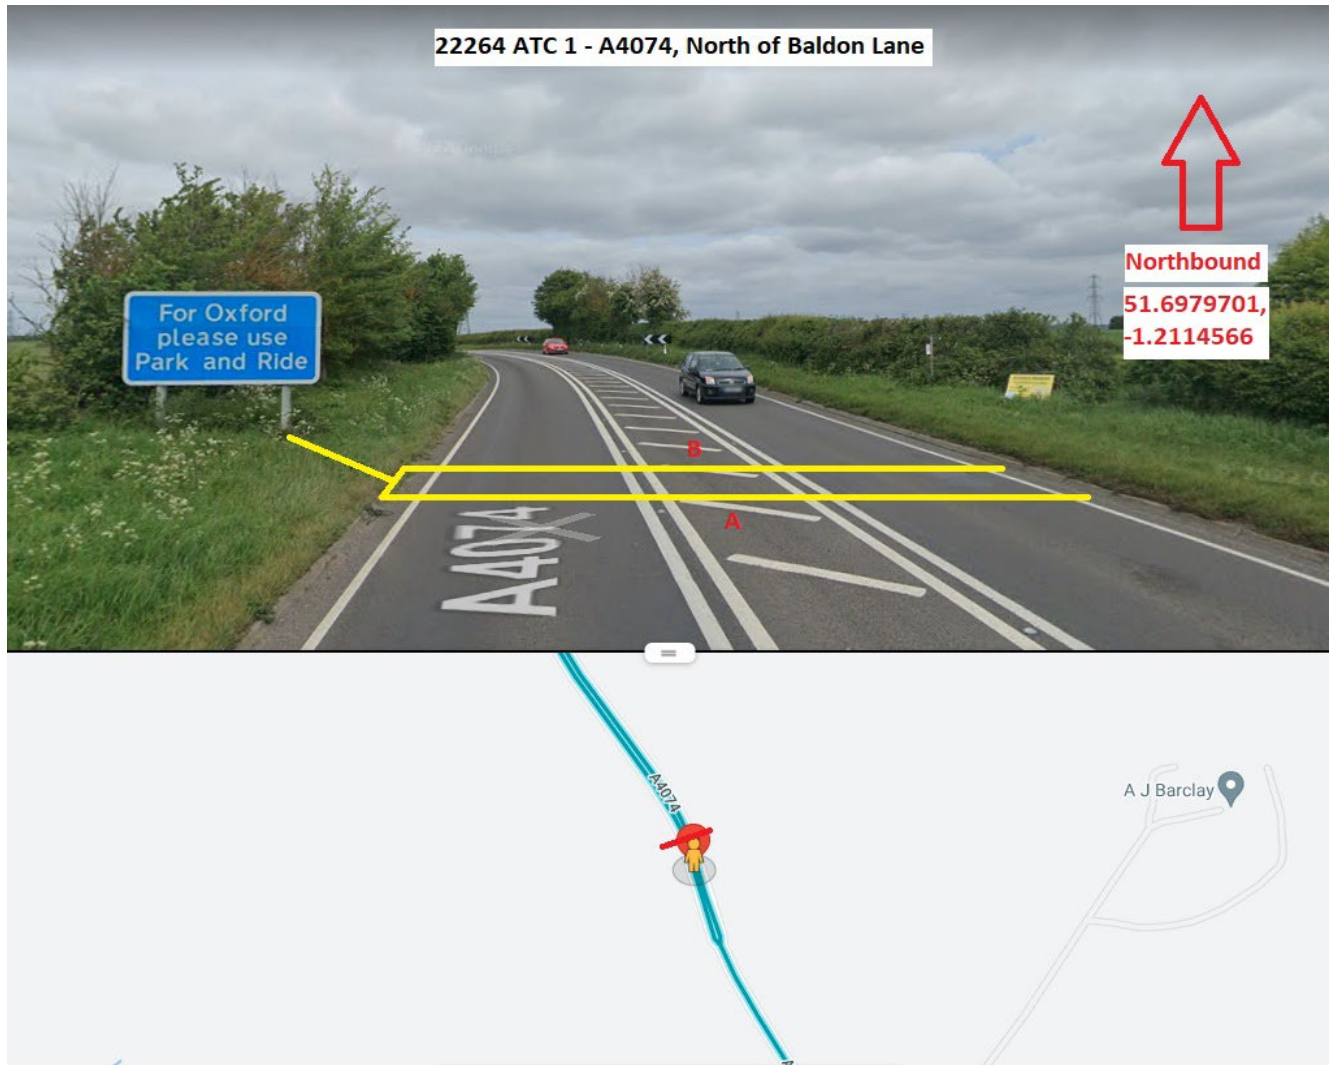 22264 ATC 1 - A4074, North of Baldon Lane
Northbound
51.6979701,
-1.2114566
For Oxford
please use
Park and Ride
B
A
A4074
A4074
A J Barclay